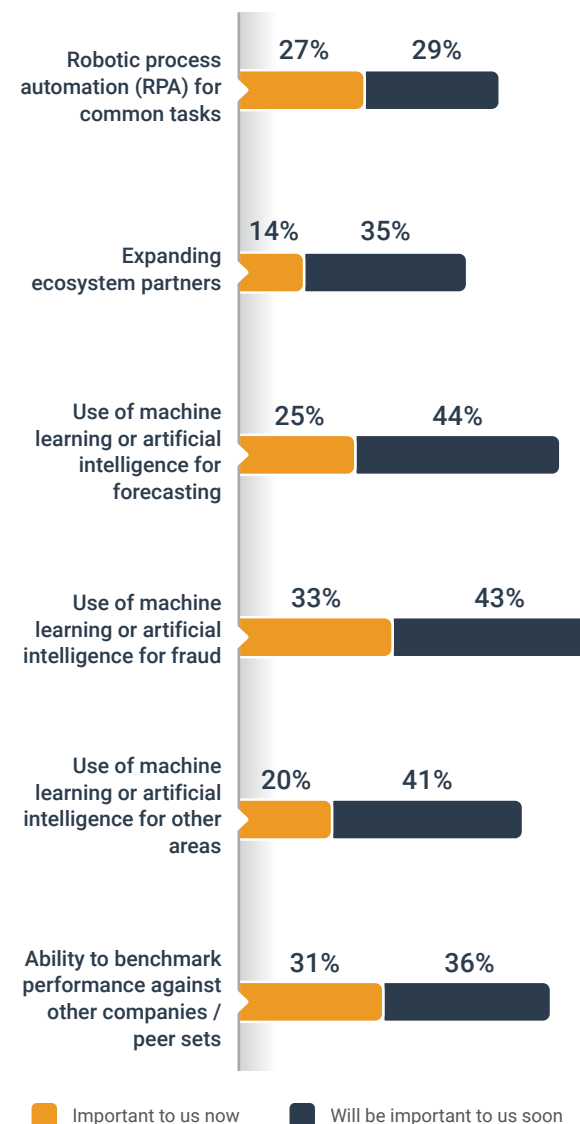 27% 29%
Robotic process
automation (RPA) for
common tasks
14% 35%
Expanding
ecosystem partners
25% 44%
Use of machine
learning or artificial
intelligence for
forecasting
33% 43%
Use of machine
learning or artificial
intelligence for fraud
20% 41%
Use of machine
learning or artificial
intelligence for other
areas
31% 36%
Ability to benchmark
performance against
other companies /
peer sets
Important to us now Will be important to us soon